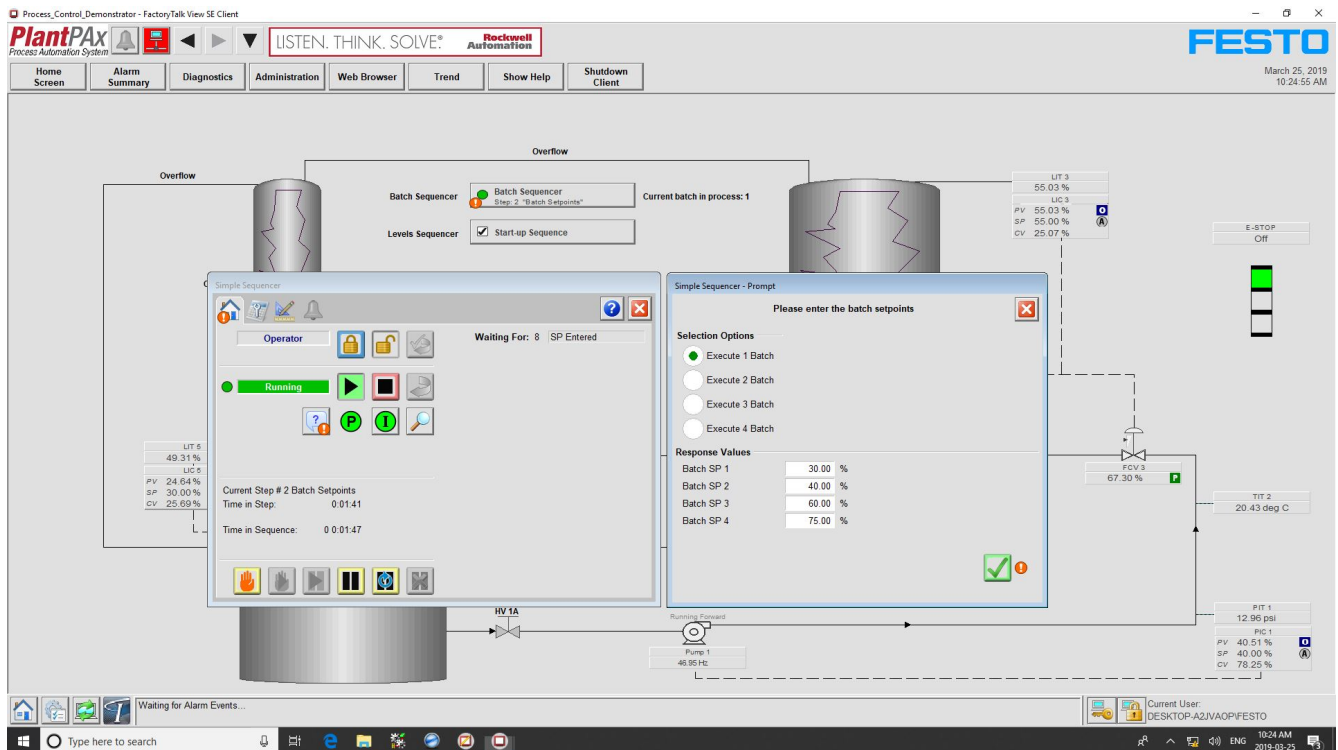 Process_Control_Demonstrator - FactoryTalk View SE Client
PlantPAx
Process Automation System
LISTEN. THINK. SOLVE.®
Rockwell
Automation
FESTO
Home
Screen
Alarm
Summary
Diagnostics
Administration
Web Browser
Trend
Show Help
Shutdown
Client
March 25, 2019
10:24:55 AM
Overflow
Overflow
Batch Sequencer
Batch Sequencer
Step: 2 "Batch Setpoints"
Current batch in process: 1
Levels Sequencer
Start-up Sequence
LIT 3
55.03 %
LIC 3
PV 55.03 % O
SP 55.00 % A
CV 25.07 %
E-STOP
Off
Simple Sequencer
?
Operator
Waiting For: 8 SP Entered
Running
P
I
Current Step # 2 Batch Setpoints
Time in Step: 0:01:41
Time in Sequence: 0 0:01:47
Simple Sequencer - Prompt
Please enter the batch setpoints
Selection Options
Execute 1 Batch
Execute 2 Batch
Execute 3 Batch
Execute 4 Batch
Response Values
Batch SP 1 30.00 %
Batch SP 2 40.00 %
Batch SP 3 60.00 %
Batch SP 4 75.00 %
LIT 5
49.31 %
LIC 5
PV 24.64 %
SP 30.00 %
CV 25.69 %
FCV 3
67.30 % P
TIT 2
20.43 deg C
HV 1A
Running Forward
Pump 1
46.95 Hz
PIT 1
12.96 psi
PIC 1
PV 40.51 % O
SP 40.00 % A
CV 78.25 %
Waiting for Alarm Events...
Current User:
DESKTOP-A2JVAOP\FESTO
Type here to search
ENG
10:24 AM
2019-03-25